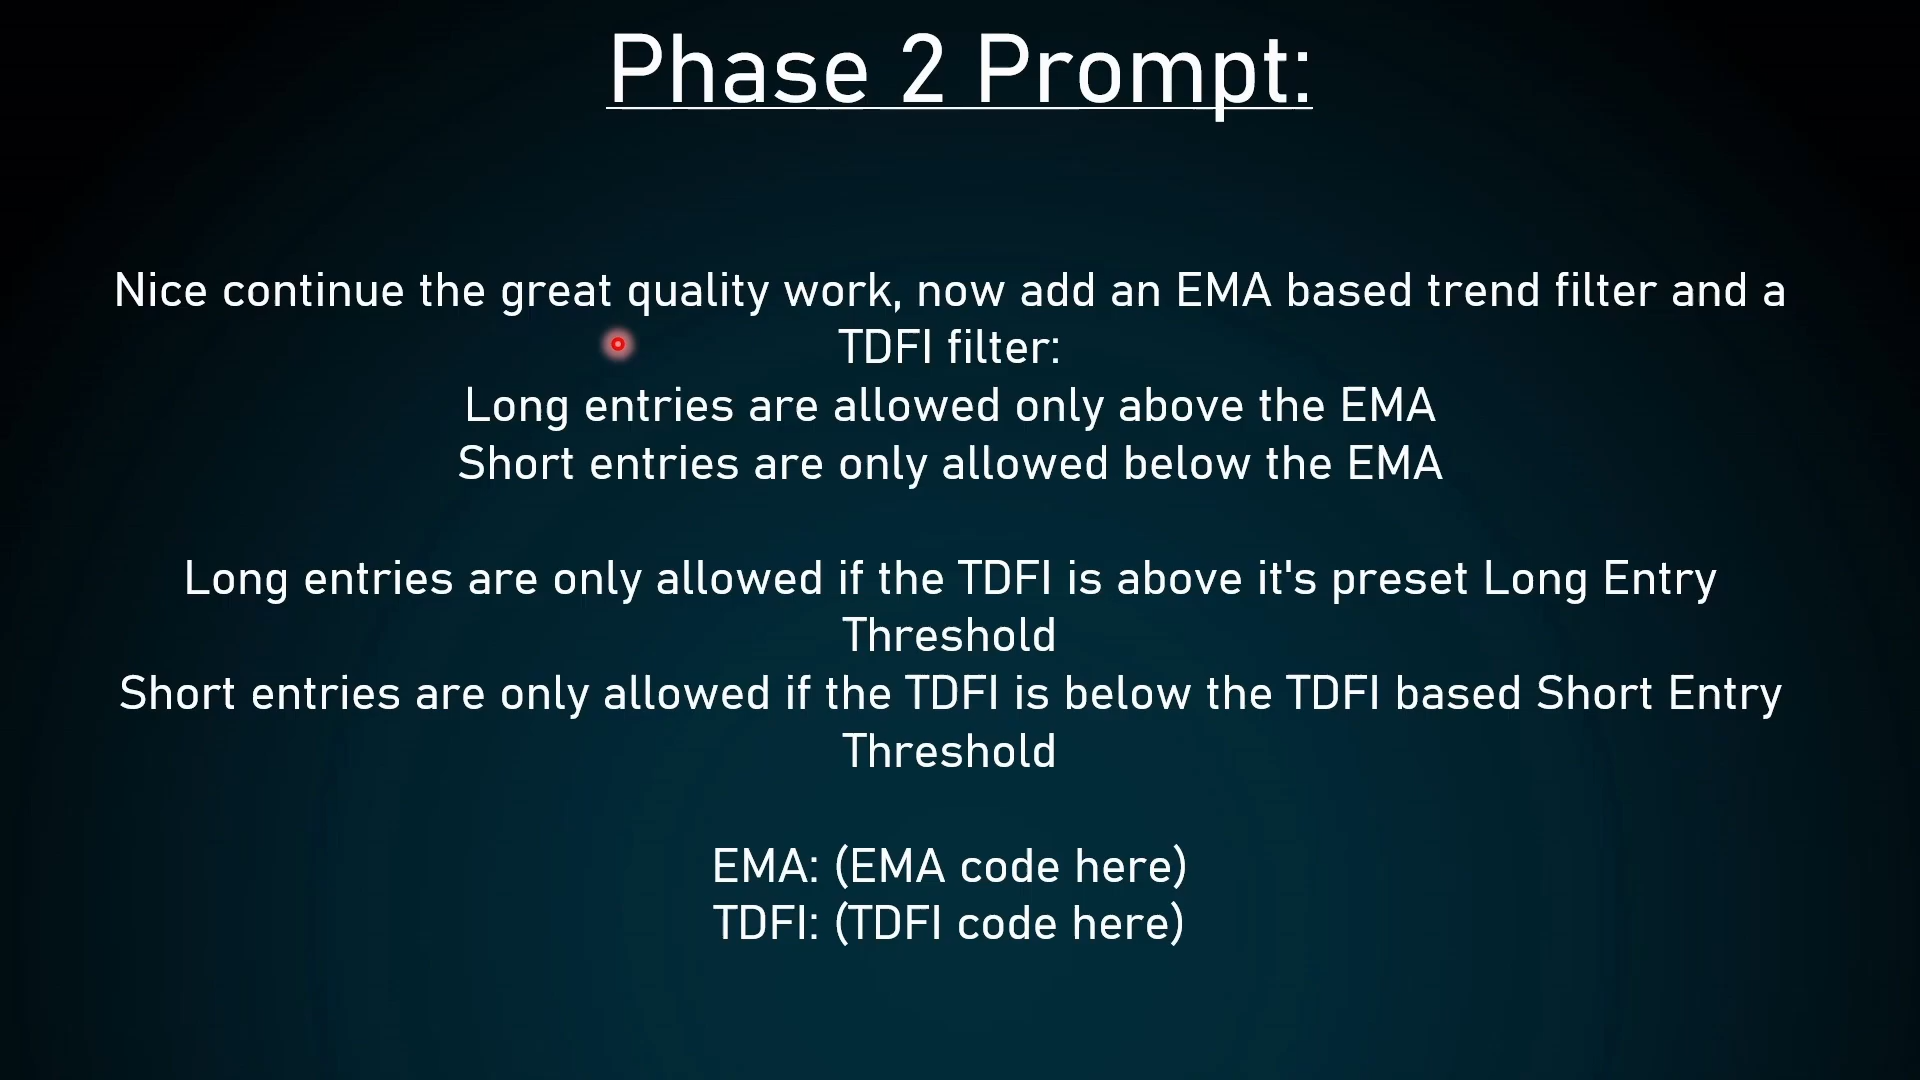 Phase 2 Prompt:
Nice continue the great quality work, now add an EMA based trend filter and a
TDFI filter:
Long entries are allowed only above the EMA
Short entries are only allowed below the EMA
Long entries are only allowed if the TDFI is above it's preset Long Entry
Threshold
Short entries are only allowed if the TDFI is below the TDFI based Short Entry
Threshold
EMA: (EMA code here)
TDFI: (TDFI code here)